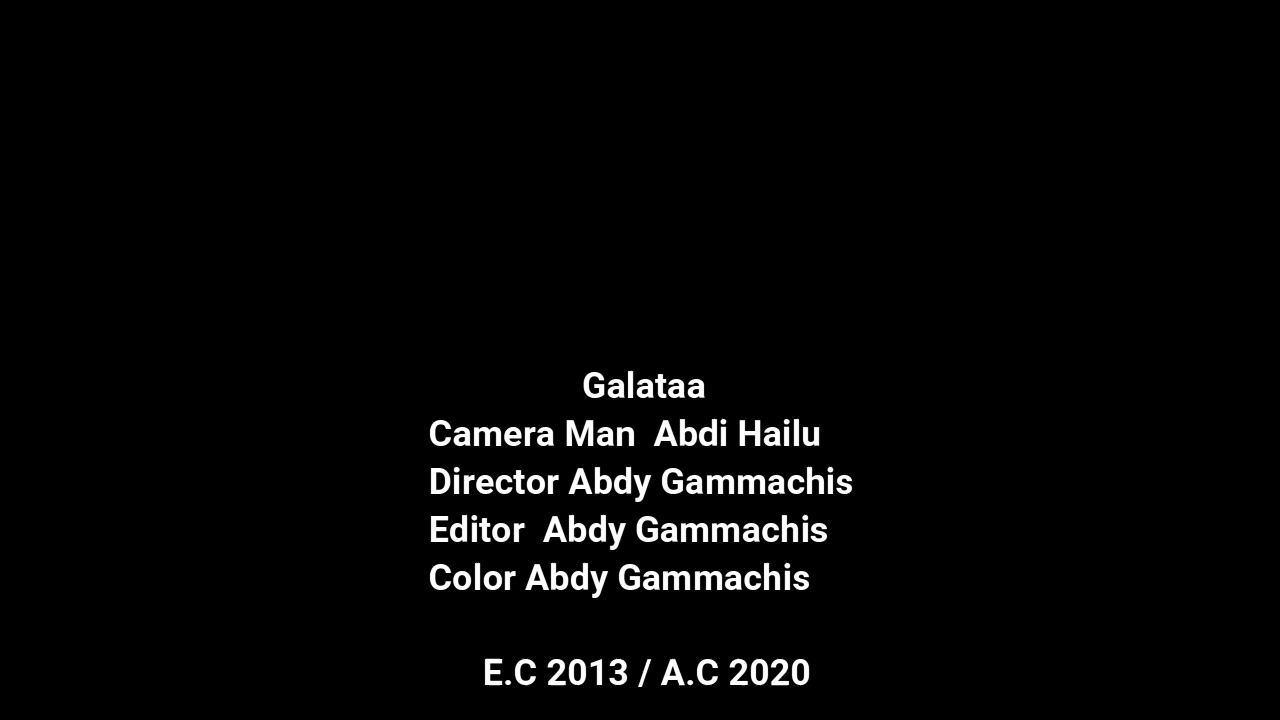 Galataa
Camera Man  Abdi Hailu
Director Abdy Gammachis
Editor  Abdy Gammachis
Color Abdy Gammachis
E.C 2013 / A.C 2020